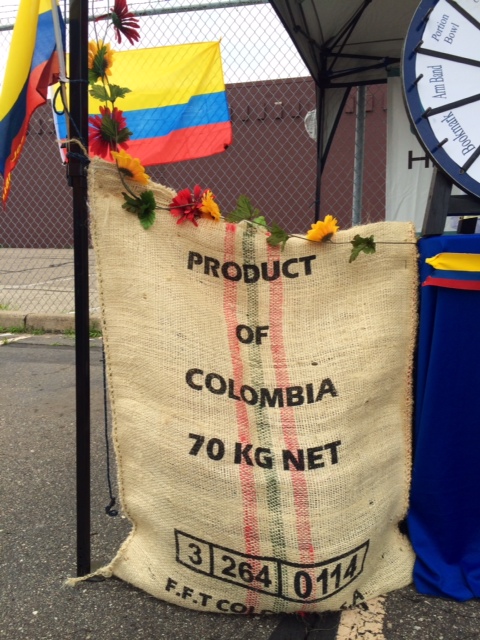 Portion
Bowl
Arm Band
Bookmark
H
PRODUCT
OF
COLOMBIA
70 KG NET
3 264 0114
F.F.T